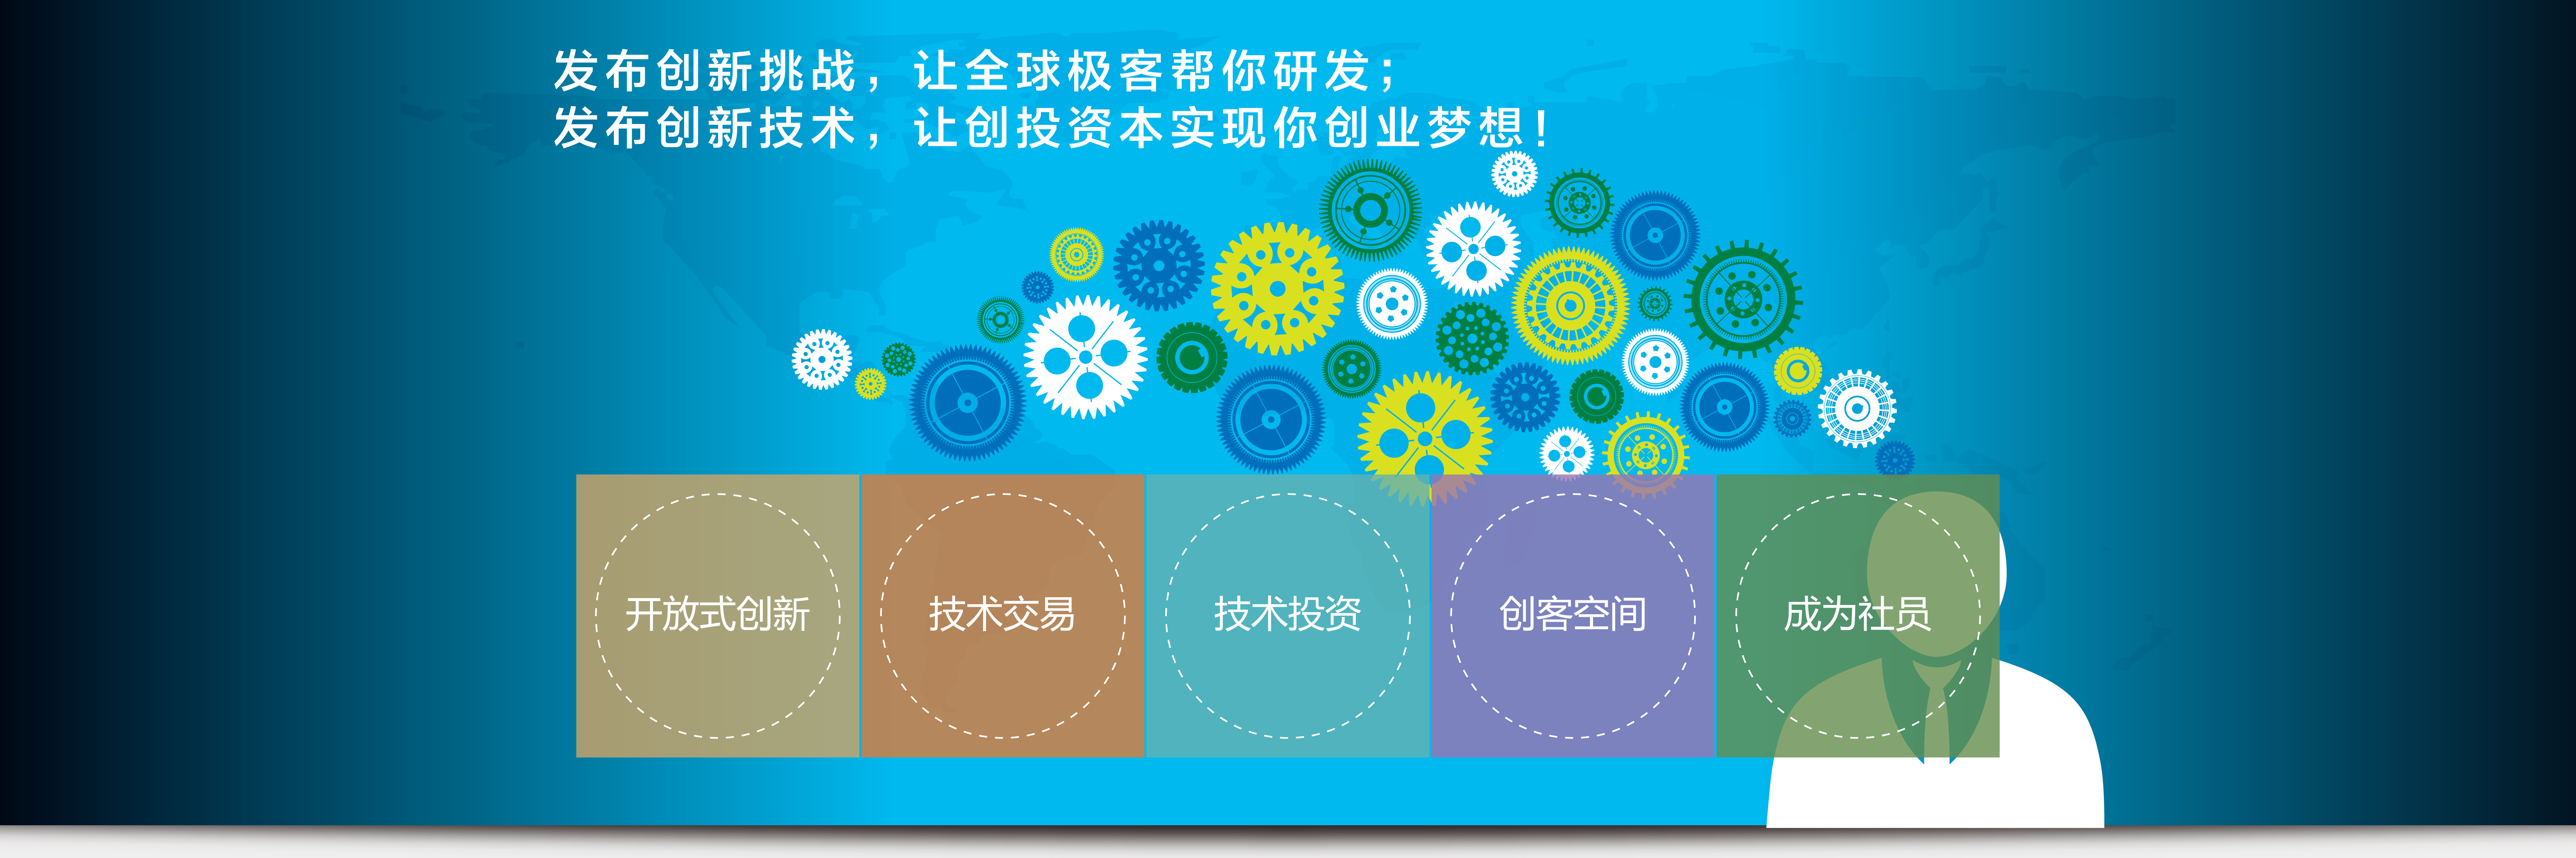 发布创新挑战，让全球极客帮你研发；
发布创新技术，让创投资本实现你创业梦想！
开放式创新
技术交易
技术投资
创客空间
成为社员